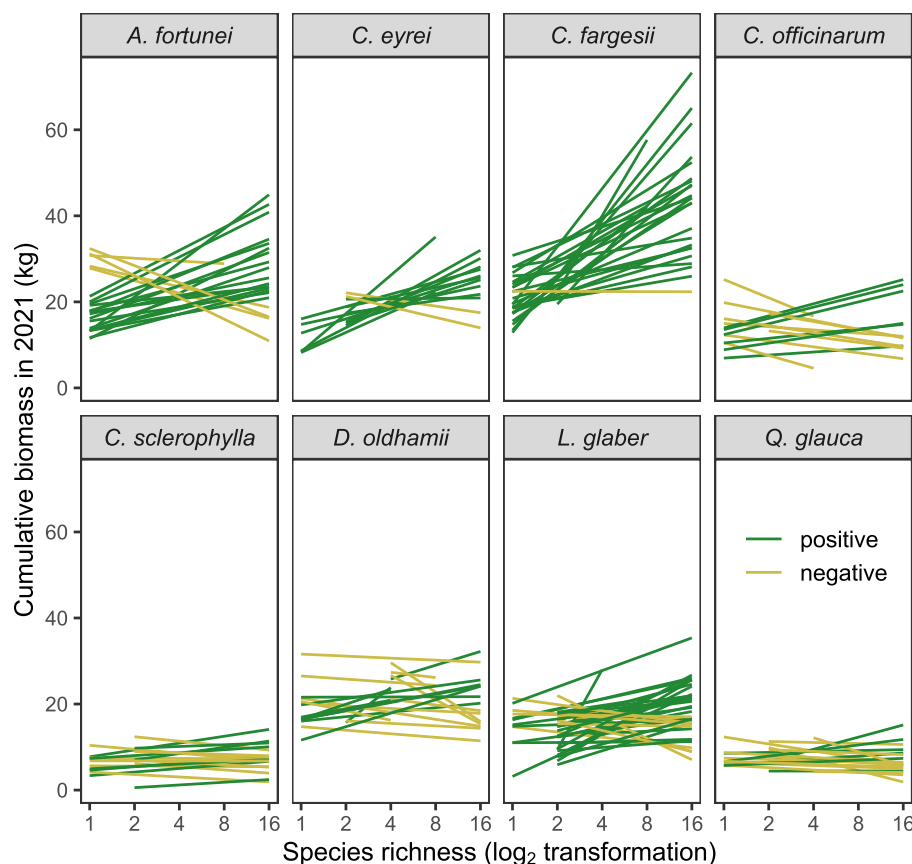 A. fortunei
C. eyrei
C. fargesii
C. officinarum
60
40
20
0
C. sclerophylla
D. oldhamii
L. glaber
Q. glauca
60
40
20
0
positive
negative
1 2 4 8 16
1 2 4 8 16
1 2 4 8 16
1 2 4 8 16
Cumulative biomass in 2021 (kg)
Species richness (log₂ transformation)